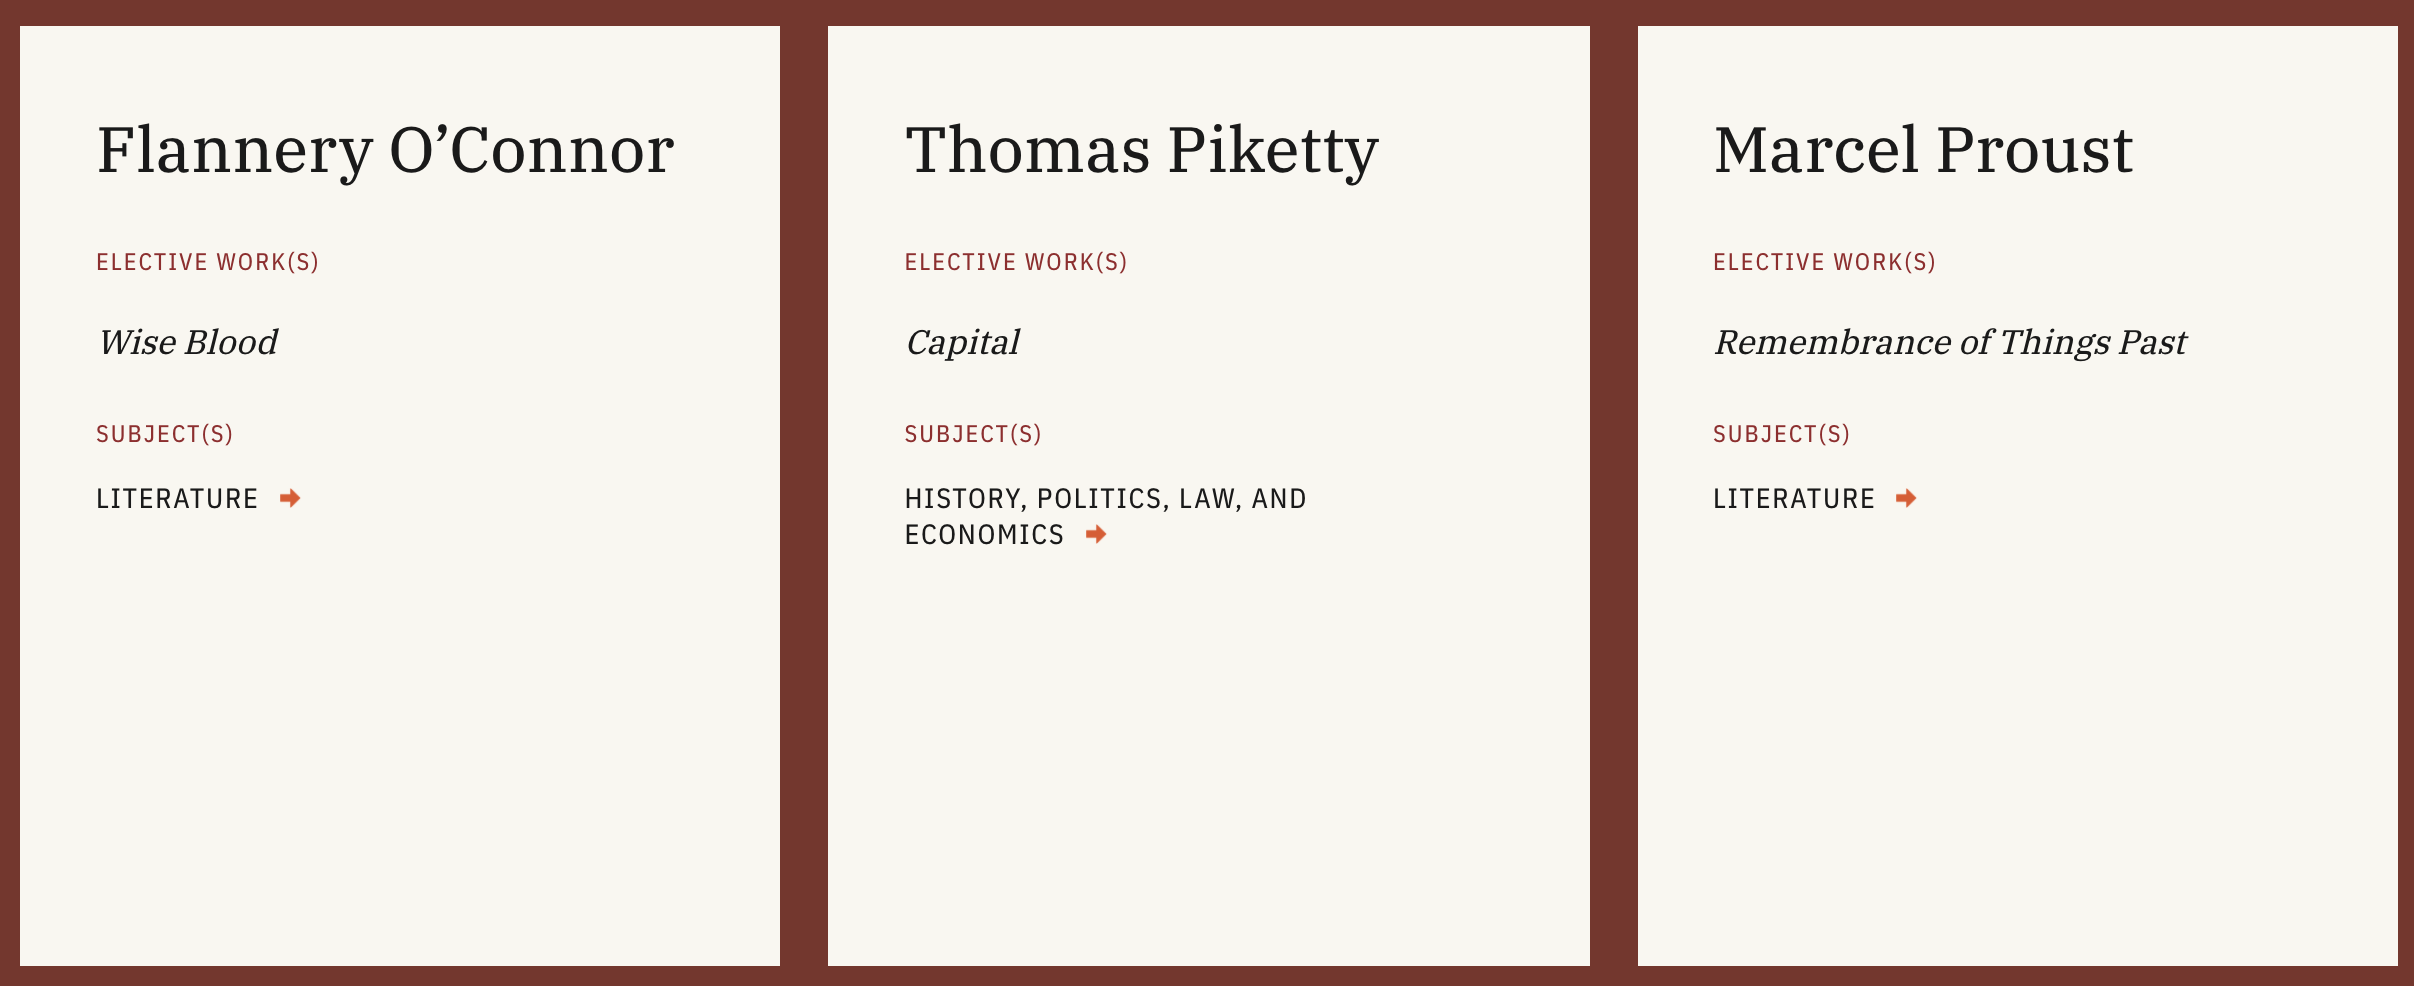 Flannery O’Connor
ELECTIVE WORK(S)
Wise Blood
SUBJECT(S)
LITERATURE
Thomas Piketty
ELECTIVE WORK(S)
Capital
SUBJECT(S)
HISTORY, POLITICS, LAW, AND
ECONOMICS
Marcel Proust
ELECTIVE WORK(S)
Remembrance of Things Past
SUBJECT(S)
LITERATURE